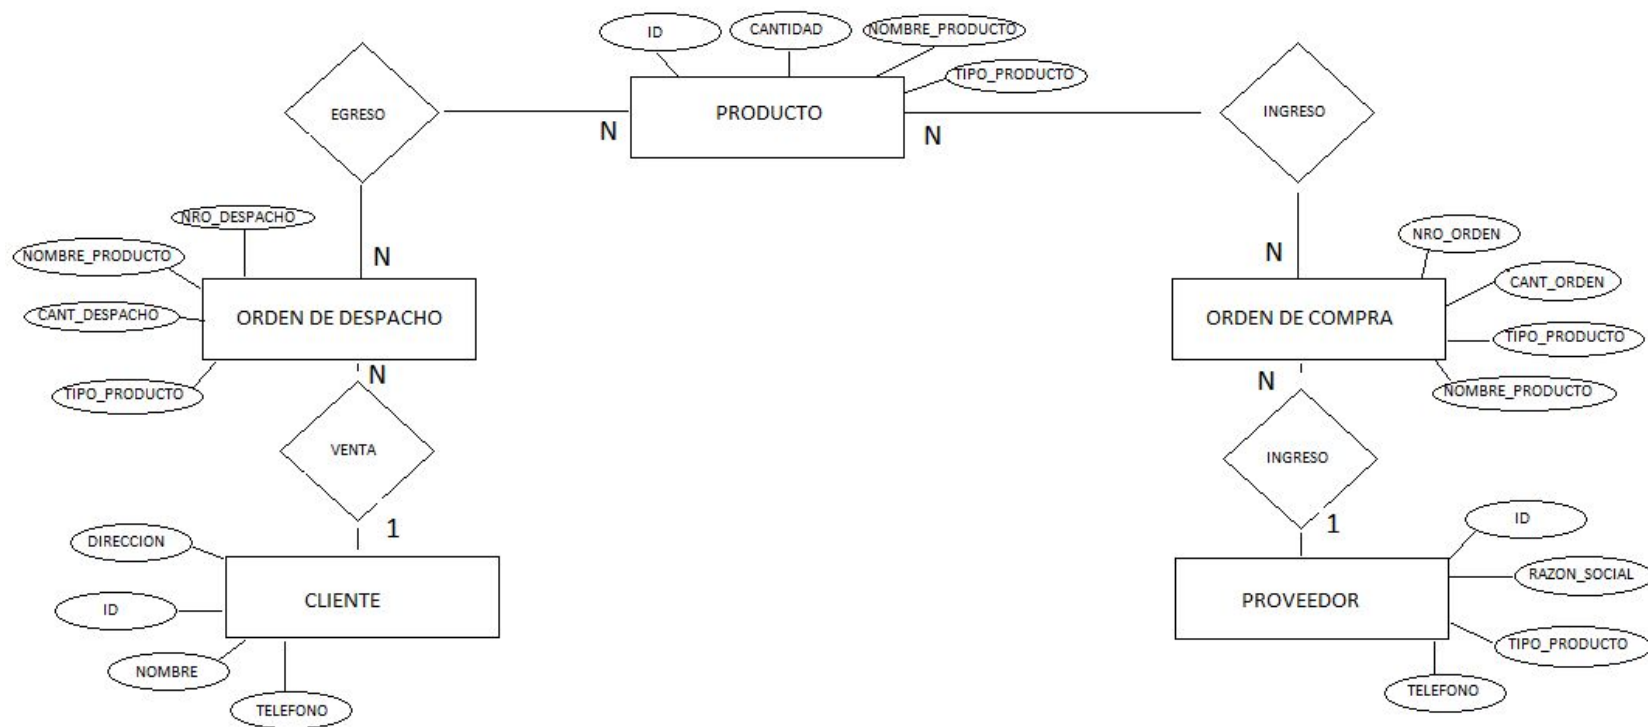 ID
CANTIDAD
NOMBRE_PRODUCTO
TIPO_PRODUCTO
EGRESO
PRODUCTO
INGRESO
N
N
NRO_DESPACHO
NOMBRE_PRODUCTO
N
CANT_DESPACHO
ORDEN DE DESPACHO
TIPO_PRODUCTO
N
NRO_ORDEN
N
CANT_ORDEN
ORDEN DE COMPRA
TIPO_PRODUCTO
NOMBRE_PRODUCTO
N
VENTA
INGRESO
1
1
DIRECCION
ID
CLIENTE
NOMBRE
TELEFONO
ID
RAZON_SOCIAL
PROVEEDOR
TIPO_PRODUCTO
TELEFONO